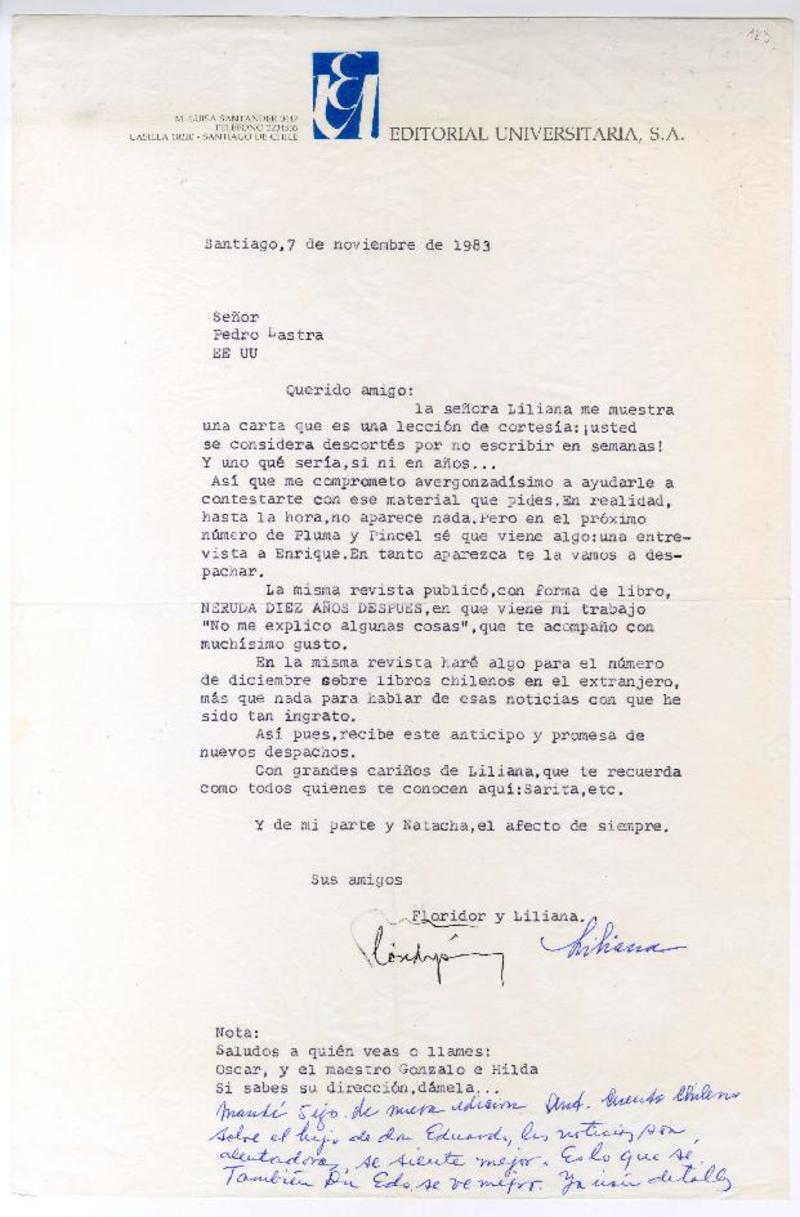 M. LUISA SANTANDER 0447
TELEFONO 2234555
CASILLA 10220 - SANTIAGO DE CHILE
EDITORIAL UNIVERSITARIA, S.A.
Santiago,7 de noviembre de 1983
Señor
Pedro Lastra
EE UU
Querido amigo:
la señora Liliana me muestra
una carta que es una lección de cortesía:¡usted
se considera descortés por no escribir en semanas!
Y uno qué sería,si ni en años...
Así que me comprometo avergonzadísimo a ayudarle a
contestarte con ese material que pides.En realidad,
hasta la hora,no aparece nada.Pero en el próximo
número de Pluma y Pincel sé que viene algo:una entre-
vista a Enrique.En tanto aparezca te la vamos a des-
pachar.
La misma revista publicó,con forma de libro,
NERUDA DIEZ AÑOS DESPUES,en que viene mi trabajo
"No me explico algunas cosas",que te acompaño con
muchísimo gusto.
En la misma revista haré algo para el número
de diciembre sobre libros chilenos en el extranjero,
más que nada para hablar de esas noticias con que he
sido tan ingrato.
Así pues,recibe este anticipo y promesa de
nuevos despachos.
Con grandes cariños de Liliana,que te recuerda
como todos quienes te conocen aquí:Sarita,etc.
Y de mi parte y Natacha,el afecto de siempre.
Sus amigos
Floridor y Liliana.
Liliana
Nota:
Saludos a quién veas o llames:
Oscar, y el maestro Gonzalo e Hilda
Si sabes su dirección,dámela...
Mandé 5 ejs. de nueva edición Ant. Cuento Chileno
Sobre el hijo de don Eduardo, las noticias son
alentadoras, se siente mejor. Es lo que sé.
También Dn Edo. se ve mejor. Ya irán detalles